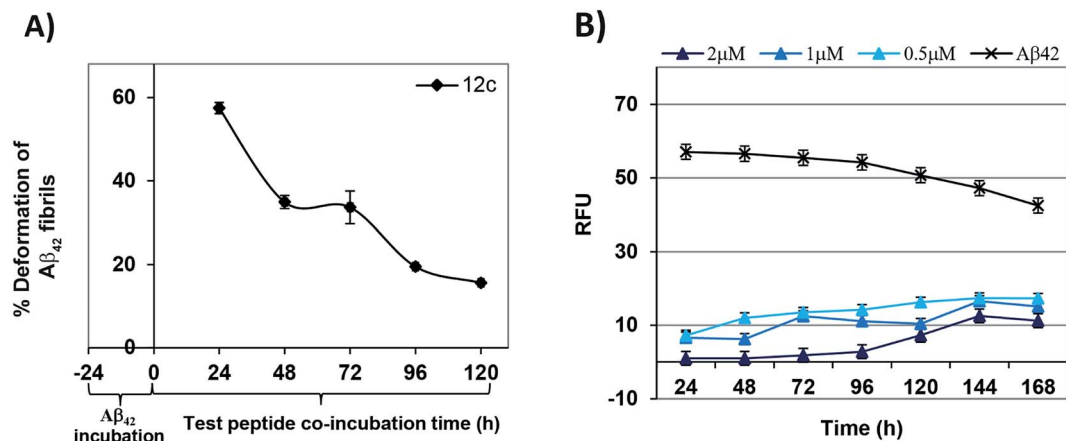 A)
12c
% Deformation of
Aβ₄₂ fibrils
60
40
20
0
-24 0 24 48 72 96 120
Aβ₄₂
incubation
Test peptide co-incubation time (h)
B)
2µM 1µM 0.5µM Aβ42
RFU
70
50
30
10
-10
24 48 72 96 120 144 168
Time (h)